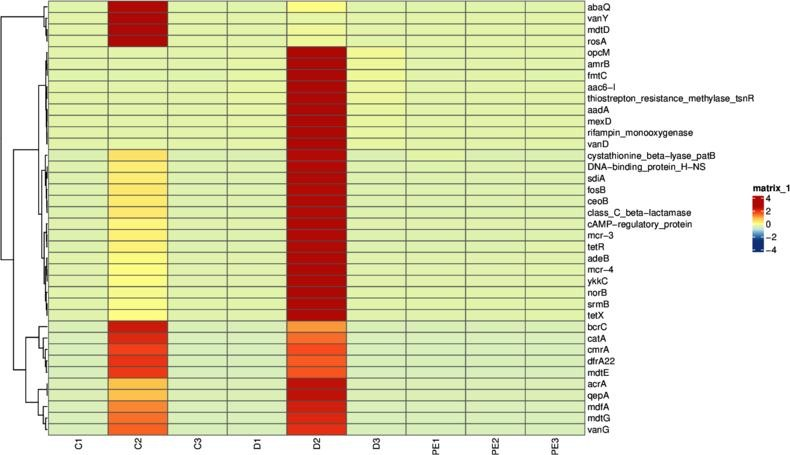 abaQ
vanY
mdtD
rosA
opcM
amrB
fmtC
aac6-I
thiostrepton_resistance_methylase_tsnR
aadA
mexD
rifampin_monooxygenase
vanD
cystathionine_beta-lyase_patB
DNA-binding_protein_H-NS
sdiA
fosB
ceoB
class_C_beta-lactamase
cAMP-regulatory_protein
mcr-3
tetR
adeB
mcr-4
ykkC
norB
srmB
tetX
bcrC
catA
cmrA
dfrA22
mdtE
acrA
qepA
mdfA
mdtG
vanG
matrix_1
4
2
0
-2
-4
C1 C2 C3 D1 D2 D3 PE1 PE2 PE3